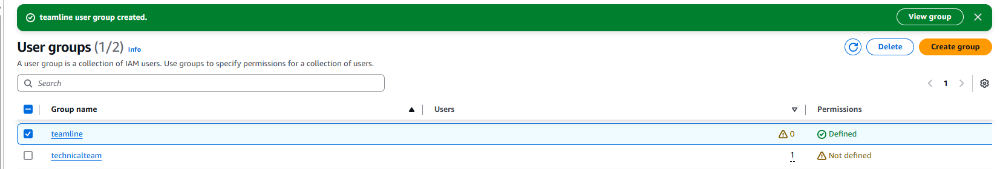 teamline user group created. View group
User groups (1/2) Info
Delete Create group
A user group is a collection of IAM users. Use groups to specify permissions for a collection of users.
Search
1
Group name Users Permissions
teamline 0 Defined
technicalteam 1 Not defined